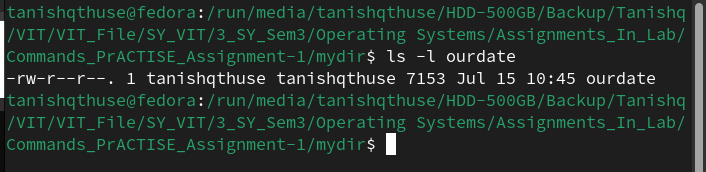 tanishqthuse@fedora:/run/media/tanishqthuse/HDD-500GB/Backup/Tanishq
/VIT/VIT_File/SY_VIT/3_SY_Sem3/Operating Systems/Assignments_In_Lab/
Commands_PrACTISE_Assignment-1/mydir$ ls -l ourdate
-rw-r--r--. 1 tanishqthuse tanishqthuse 7153 Jul 15 10:45 ourdate
tanishqthuse@fedora:/run/media/tanishqthuse/HDD-500GB/Backup/Tanishq
/VIT/VIT_File/SY_VIT/3_SY_Sem3/Operating Systems/Assignments_In_Lab/
Commands_PrACTISE_Assignment-1/mydir$